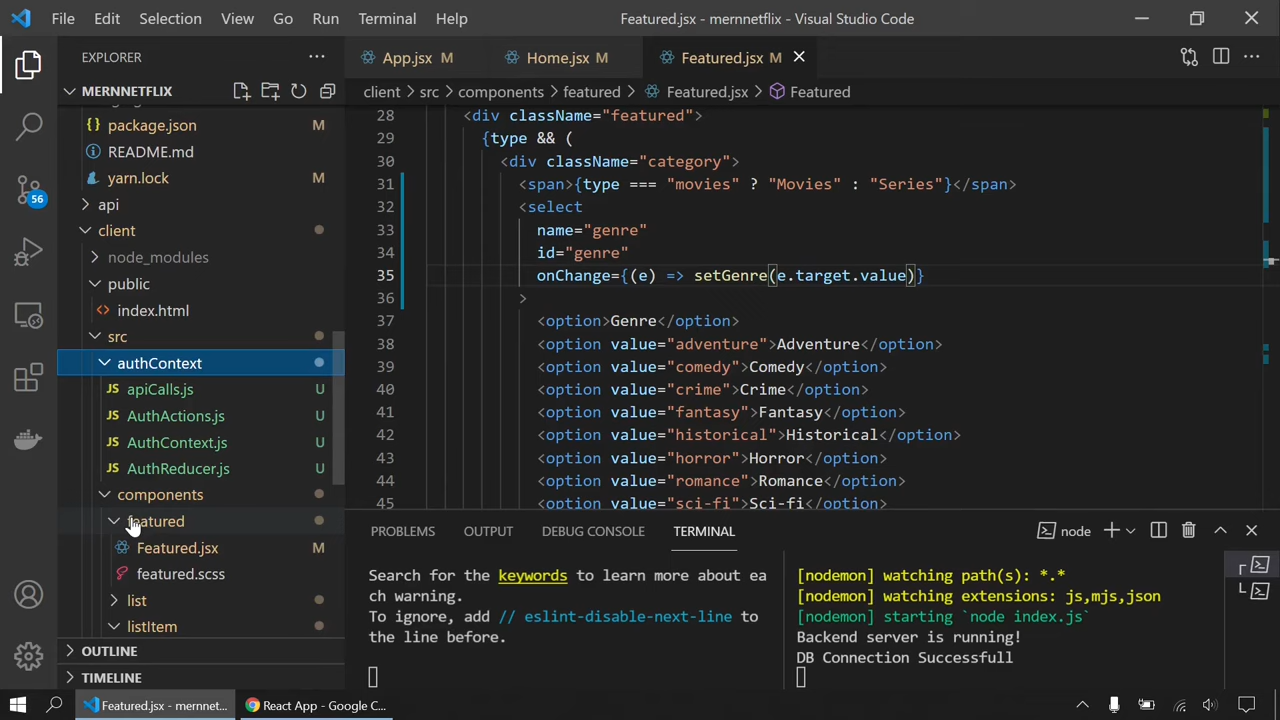 File Edit Selection View Go Run Terminal Help Featured.jsx - mernnetflix - Visual Studio Code
EXPLORER
App.jsx M Home.jsx M Featured.jsx M
MERNNETFLIX
client > src > components > featured > Featured.jsx > Featured
package.json M
README.md
yarn.lock M
api
client
node_modules
public
index.html
src
authContext
apiCalls.js U
AuthActions.js U
AuthContext.js U
AuthReducer.js U
components
featured
Featured.jsx M
featured.scss
list
listItem
OUTLINE
TIMELINE
56
28 <div className="featured">
29 {type && (
30 <div className="category">
31 <span>{type === "movies" ? "Movies" : "Series"}</span>
32 <select
33 name="genre"
34 id="genre"
35 onChange={(e) => setGenre(e.target.value)}
36 >
37 <option>Genre</option>
38 <option value="adventure">Adventure</option>
39 <option value="comedy">Comedy</option>
40 <option value="crime">Crime</option>
41 <option value="fantasy">Fantasy</option>
42 <option value="historical">Historical</option>
43 <option value="horror">Horror</option>
44 <option value="romance">Romance</option>
45 <option value="sci-fi">Sci-fi</option>
PROBLEMS OUTPUT DEBUG CONSOLE TERMINAL node
Search for the keywords to learn more about ea
ch warning.
To ignore, add // eslint-disable-next-line to
the line before.
[nodemon] watching path(s): *.*
[nodemon] watching extensions: js,mjs,json
[nodemon] starting `node index.js`
Backend server is running!
DB Connection Successfull
Featured.jsx - mernnet... React App - Google C...